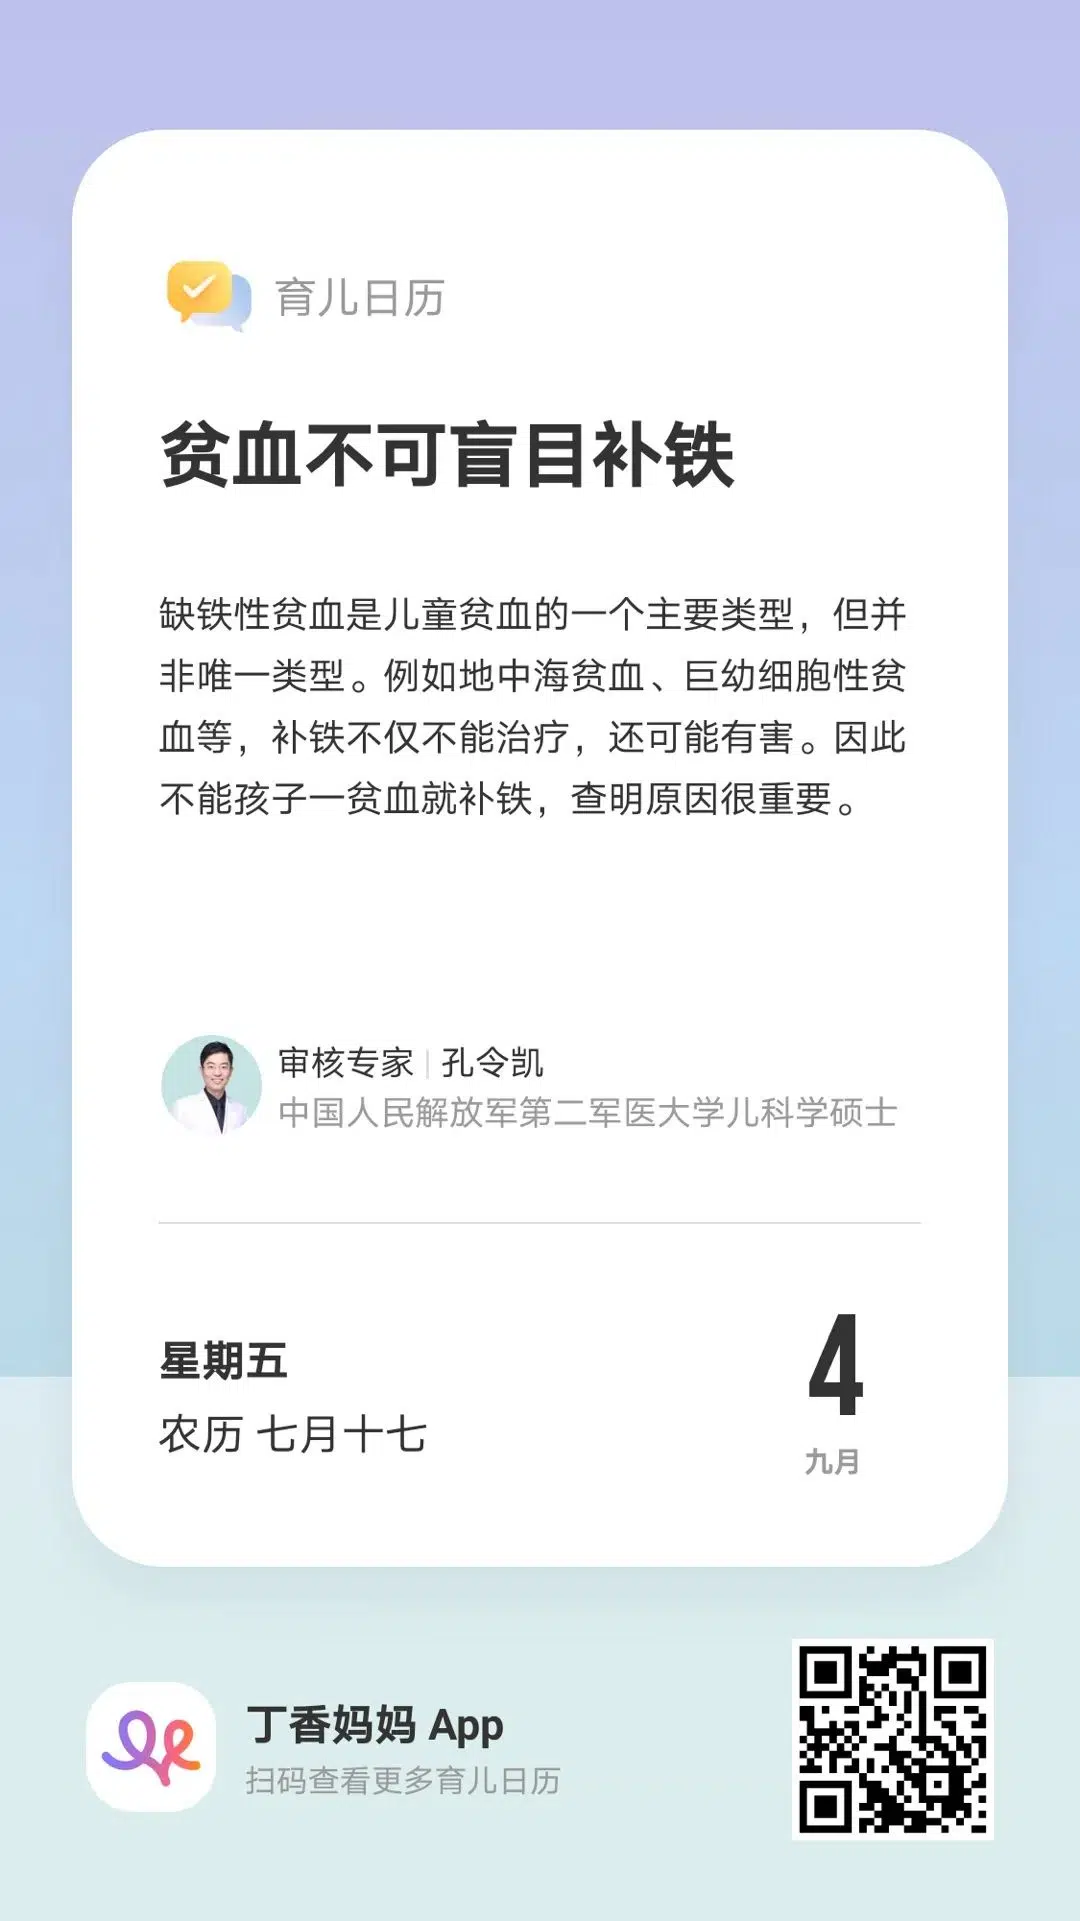 育儿日历
贫血不可盲目补铁
缺铁性贫血是儿童贫血的一个主要类型，但并
非唯一类型。例如地中海贫血、巨幼细胞性贫
血等，补铁不仅不能治疗，还可能有害。因此
不能孩子一贫血就补铁，查明原因很重要。
审核专家 | 孔令凯
中国人民解放军第二军医大学儿科学硕士
星期五
农历 七月十七
4
九月
丁香妈妈 App
扫码查看更多育儿日历